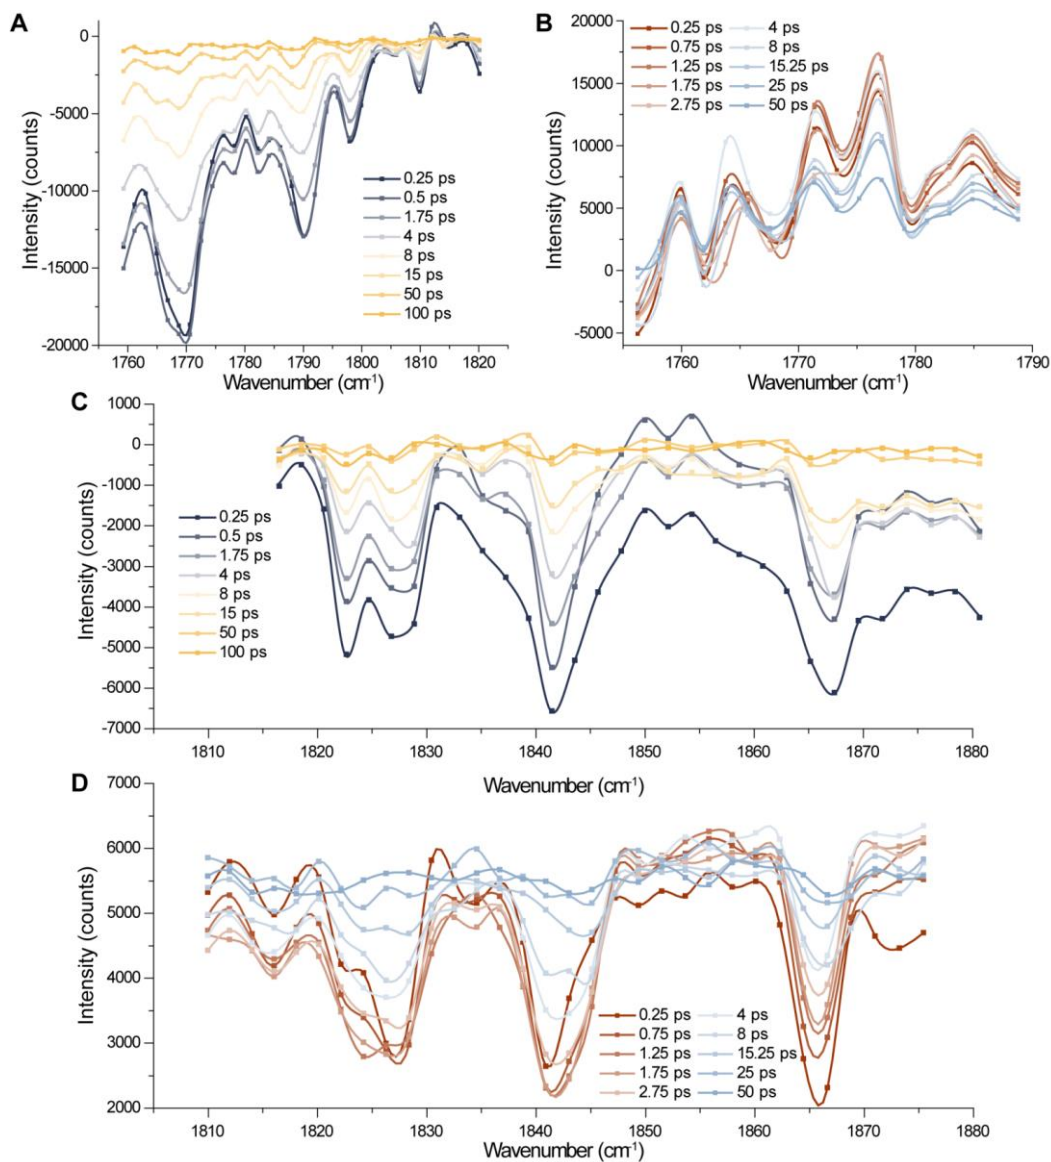 A
0
-5000
-10000
-15000
-20000
Intensity (counts)
1760 1770 1780 1790 1800 1810 1820
Wavenumber (cm⁻¹)
0.25 ps
0.5 ps
1.75 ps
4 ps
8 ps
15 ps
50 ps
100 ps
B
20000
15000
10000
5000
0
-5000
Intensity (counts)
1760 1770 1780 1790
Wavenumber (cm⁻¹)
0.25 ps 4 ps
0.75 ps 8 ps
1.25 ps 15.25 ps
1.75 ps 25 ps
2.75 ps 50 ps
C
1000
0
-1000
-2000
-3000
-4000
-5000
-6000
-7000
Intensity (counts)
0.25 ps
0.5 ps
1.75 ps
4 ps
8 ps
15 ps
50 ps
100 ps
1810 1820 1830 1840 1850 1860 1870 1880
Wavenumber (cm⁻¹)
D
7000
6000
5000
4000
3000
2000
Intensity (counts)
0.25 ps 4 ps
0.75 ps 8 ps
1.25 ps 15.25 ps
1.75 ps 25 ps
2.75 ps 50 ps
1810 1820 1830 1840 1850 1860 1870 1880
Wavenumber (cm⁻¹)